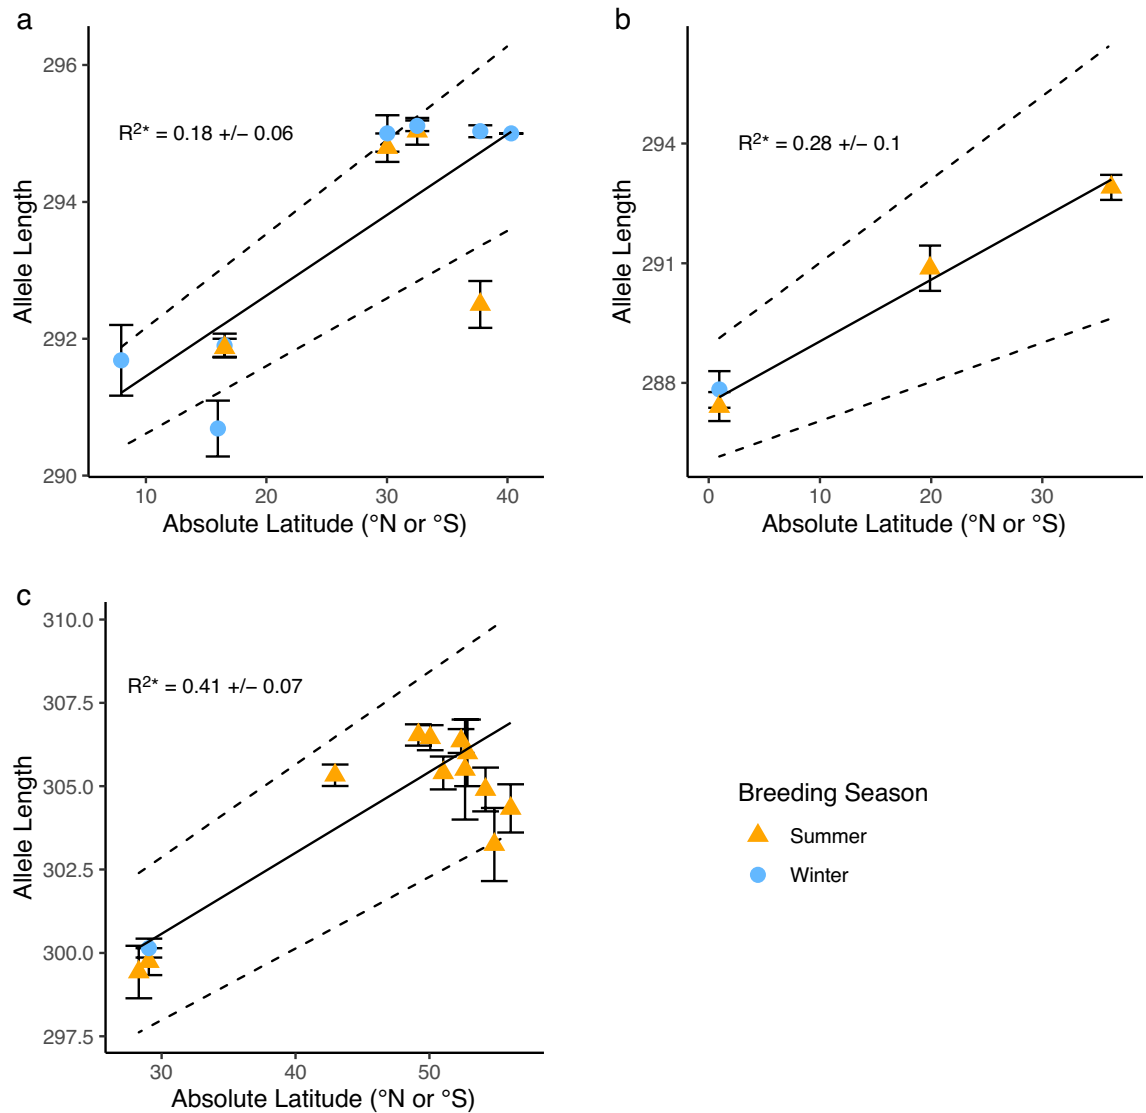 a
296
294
292
290
Allele Length
R²* = 0.18 +/− 0.06
10 20 30 40
Absolute Latitude (°N or °S)
b
294
291
288
Allele Length
R²* = 0.28 +/− 0.1
0 10 20 30
Absolute Latitude (°N or °S)
c
310.0
307.5
305.0
302.5
300.0
297.5
Allele Length
R²* = 0.41 +/− 0.07
30 40 50
Absolute Latitude (°N or °S)
Breeding Season
Summer
Winter